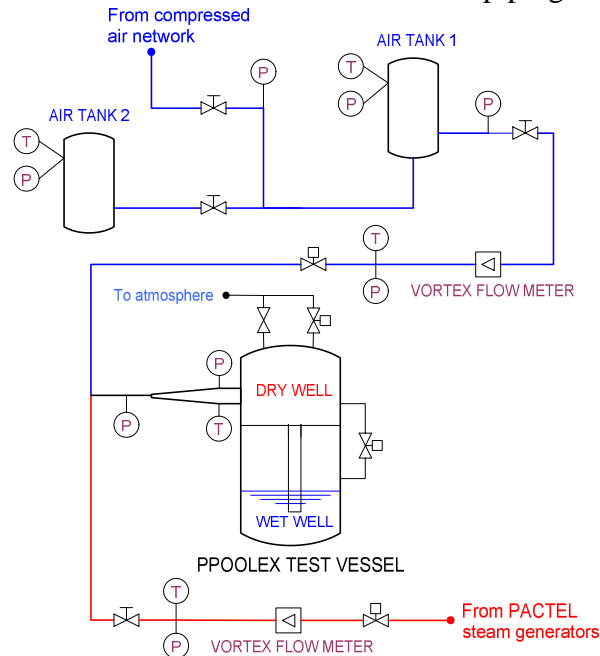 From compressed
air network
AIR TANK 1
P
T
P
P
AIR TANK 2
T
P
T
P
VORTEX FLOW METER
To atmosphere
P
DRY WELL
P
T
WET WELL
PPOOLEX TEST VESSEL
T
P
VORTEX FLOW METER
From PACTEL
steam generators